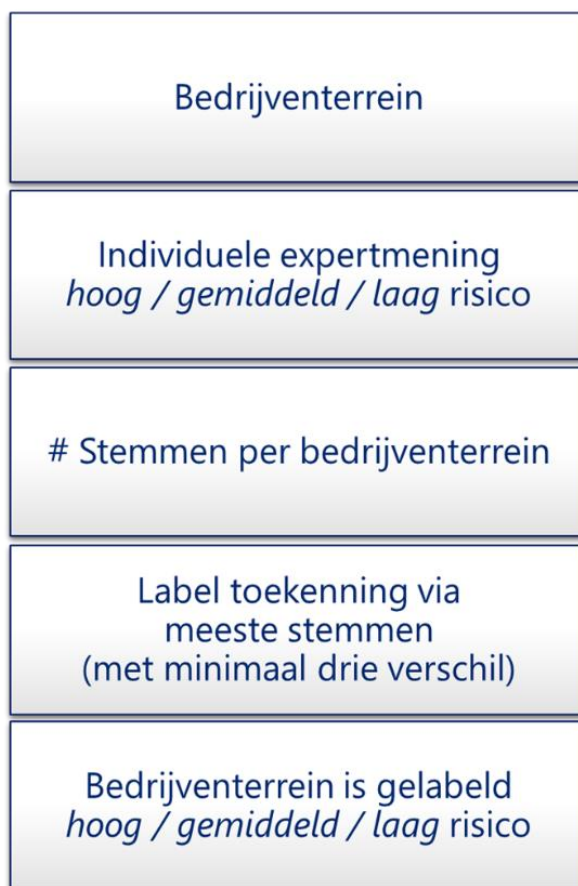 Bedrijventerrein
Individuele expertmening
hoog / gemiddeld / laag risico
# Stemmen per bedrijventerrein
Label toekenning via
meeste stemmen
(met minimaal drie verschil)
Bedrijventerrein is gelabeld
hoog / gemiddeld / laag risico